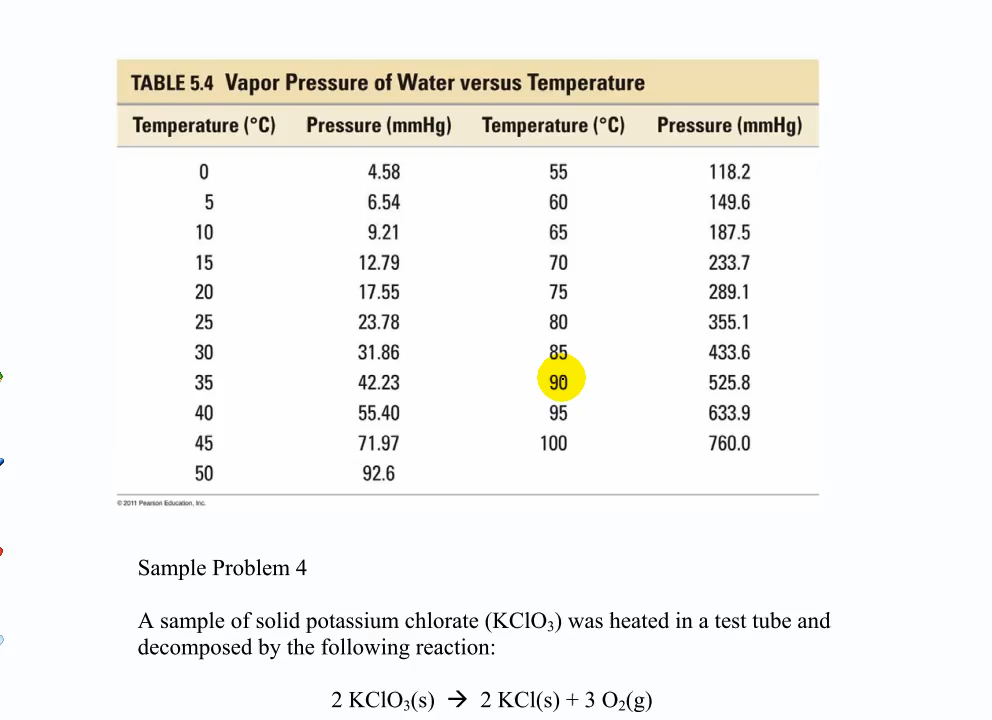 TABLE 5.4 Vapor Pressure of Water versus Temperature
Temperature (°C) Pressure (mmHg) Temperature (°C) Pressure (mmHg)
0 4.58 55 118.2
5 6.54 60 149.6
10 9.21 65 187.5
15 12.79 70 233.7
20 17.55 75 289.1
25 23.78 80 355.1
30 31.86 85 433.6
35 42.23 90 525.8
40 55.40 95 633.9
45 71.97 100 760.0
50 92.6
© 2011 Pearson Education, Inc.
Sample Problem 4
A sample of solid potassium chlorate (KClO₃) was heated in a test tube and
decomposed by the following reaction:
2 KClO₃(s) → 2 KCl(s) + 3 O₂(g)